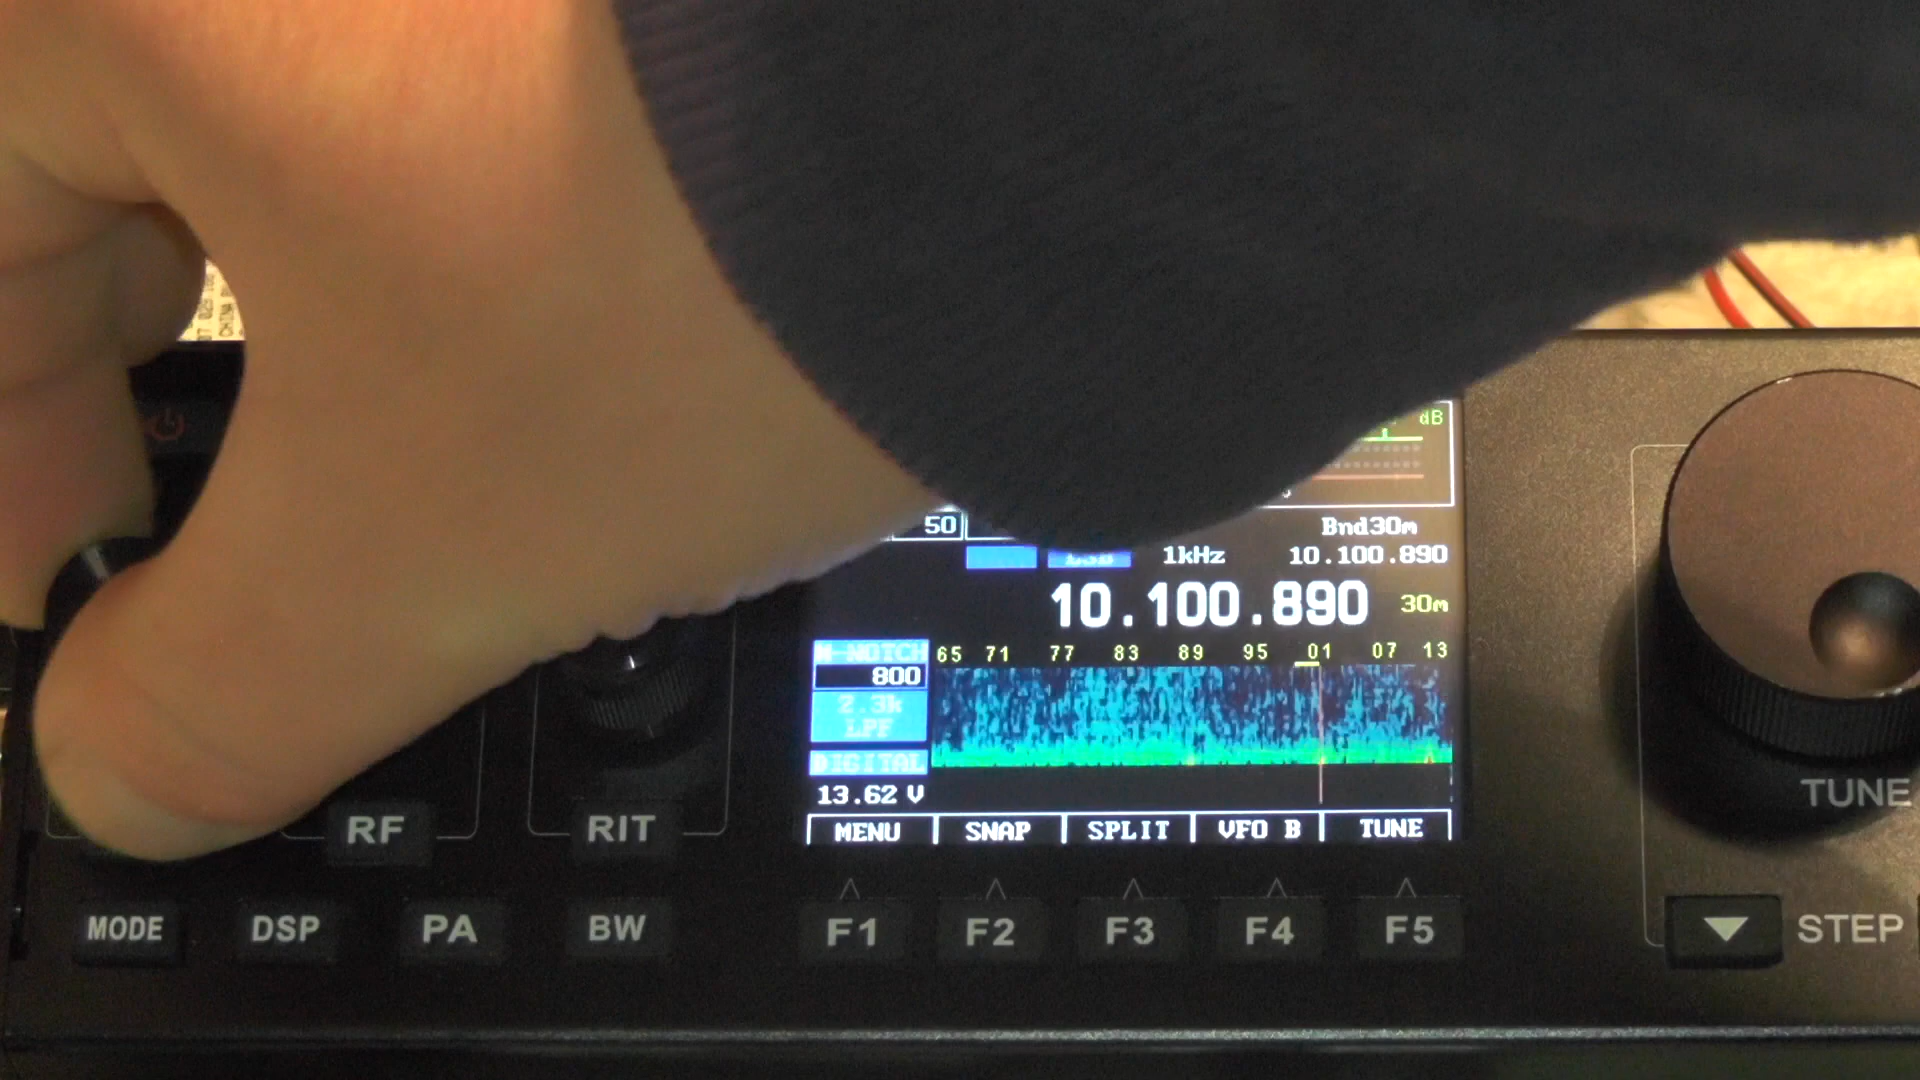 CHINA
dB
50
Bnd30m
LSB 1kHz 10.100.890
10.100.890 30m
M-NOTCH 65 71 77 83 89 95 01 07 13
800
2.3k
LPF
DIGITAL
13.62 V
MENU SNAP SPLIT VFO B TUNE
TUNE
RF RIT
MODE DSP PA BW F1 F2 F3 F4 F5 STEP